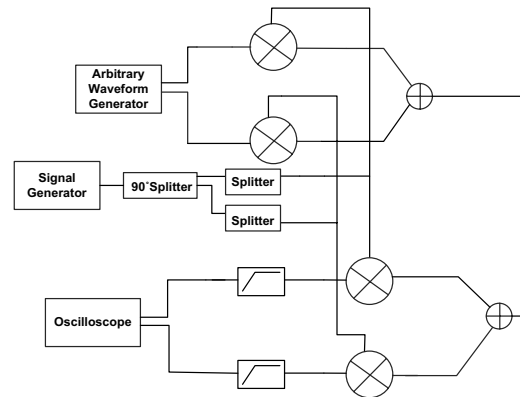 Arbitrary
Waveform
Generator
Signal
Generator
90°Splitter
Splitter
Splitter
Oscilloscope